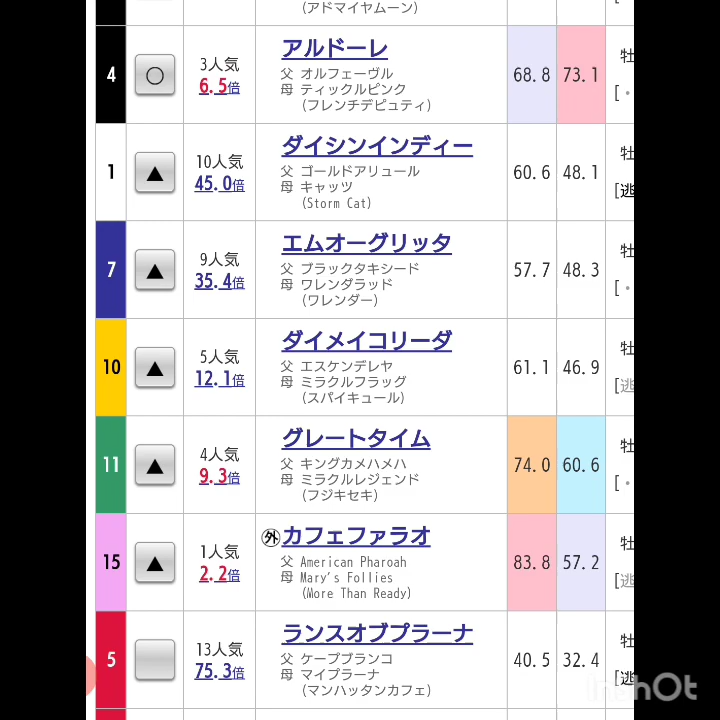 (アドマイヤムーン)
4 ○ 3人気 6.5倍 アルドーレ 68.8 73.1 牡
父 オルフェーヴル
母 ティックルピンク
(フレンチデピュティ) [・
1 ▲ 10人気 45.0倍 ダイシンインディー 60.6 48.1 牡
父 ゴールドアリュール
母 キャッツ
(Storm Cat) [逃
7 ▲ 9人気 35.4倍 エムオーグリッタ 57.7 48.3 牡
父 ブラックタキシード
母 ワレンダラッド
(ワレンダー) [・
10 ▲ 5人気 12.1倍 ダイメイコリーダ 61.1 46.9 牡
父 エスケンデレヤ
母 ミラクルフラッグ
(スパイキュール) [逃
11 ▲ 4人気 9.3倍 グレートタイム 74.0 60.6 牡
父 キングカメハメハ
母 ミラクルレジェンド
(フジキセキ) [・
15 ▲ 1人気 2.2倍 外 カフェファラオ 83.8 57.2 牡
父 American Pharoah
母 Mary's Follies
(More Than Ready) [逃
5 13人気 75.3倍 ランスオブプラーナ 40.5 32.4 牡
父 ケープブランコ
母 マイプラーナ
(マンハッタンカフェ) [逃
InShOt